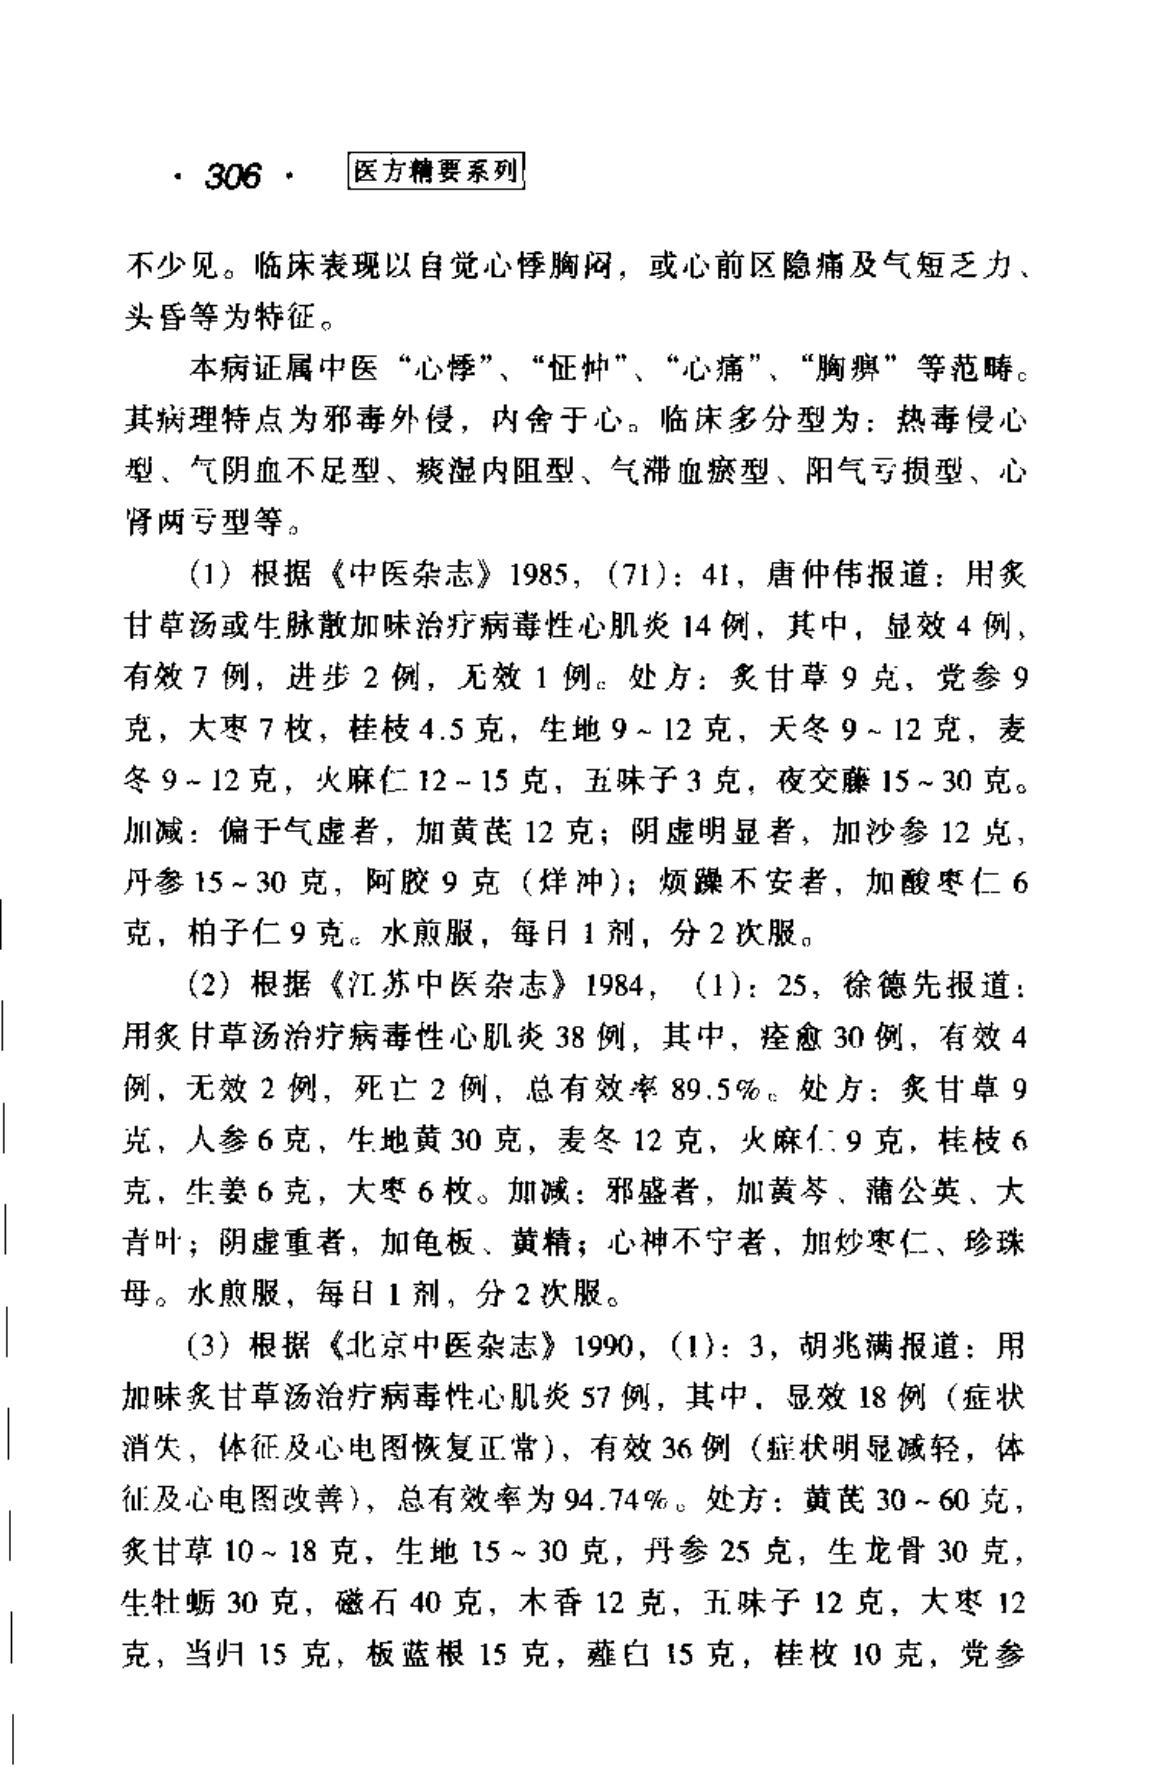 · 306 · 医方精要系列
不少见。临床表现以自觉心悸胸闷，或心前区隐痛及气短乏力、
头昏等为特征。
本病证属中医“心悸”、“怔忡”、“心痛”、“胸痹”等范畴。
其病理特点为邪毒外侵，内舍于心。临床多分型为：热毒侵心
型、气阴血不足型、痰湿内阻型、气滞血瘀型、阳气亏损型、心
肾两亏型等。
（1）根据《中医杂志》1985，（71）：41，唐仲伟报道：用炙
甘草汤或生脉散加味治疗病毒性心肌炎 14 例，其中，显效 4 例，
有效 7 例，进步 2 例，无效 1 例。处方：炙甘草 9 克，党参 9
克，大枣 7 枚，桂枝 4.5 克，生地 9～12 克，天冬 9～12 克，麦
冬 9～12 克，火麻仁 12～15 克，五味子 3 克，夜交藤 15～30 克。
加减：偏于气虚者，加黄芪 12 克；阴虚明显者，加沙参 12 克，
丹参 15～30 克，阿胶 9 克（烊冲）；烦躁不安者，加酸枣仁 6
克，柏子仁 9 克。水煎服，每日 1 剂，分 2 次服。
（2）根据《江苏中医杂志》1984，（1）：25，徐德先报道：
用炙甘草汤治疗病毒性心肌炎 38 例，其中，痊愈 30 例，有效 4
例，无效 2 例，死亡 2 例，总有效率 89.5%。处方：炙甘草 9
克，人参 6 克，生地黄 30 克，麦冬 12 克，火麻仁 9 克，桂枝 6
克，生姜 6 克，大枣 6 枚。加减：邪盛者，加黄芩、蒲公英、大
青叶；阴虚重者，加龟板、黄精；心神不宁者，加炒枣仁、珍珠
母。水煎服，每日 1 剂，分 2 次服。
（3）根据《北京中医杂志》1990，（1）：3，胡兆满报道：用
加味炙甘草汤治疗病毒性心肌炎 57 例，其中，显效 18 例（症状
消失，体征及心电图恢复正常），有效 36 例（症状明显减轻，体
征及心电图改善），总有效率为 94.74%。处方：黄芪 30～60 克，
炙甘草 10～18 克，生地 15～30 克，丹参 25 克，生龙骨 30 克，
生牡蛎 30 克，磁石 40 克，木香 12 克，五味子 12 克，大枣 12
克，当归 15 克，板蓝根 15 克，薤白 15 克，桂枚 10 克，党参